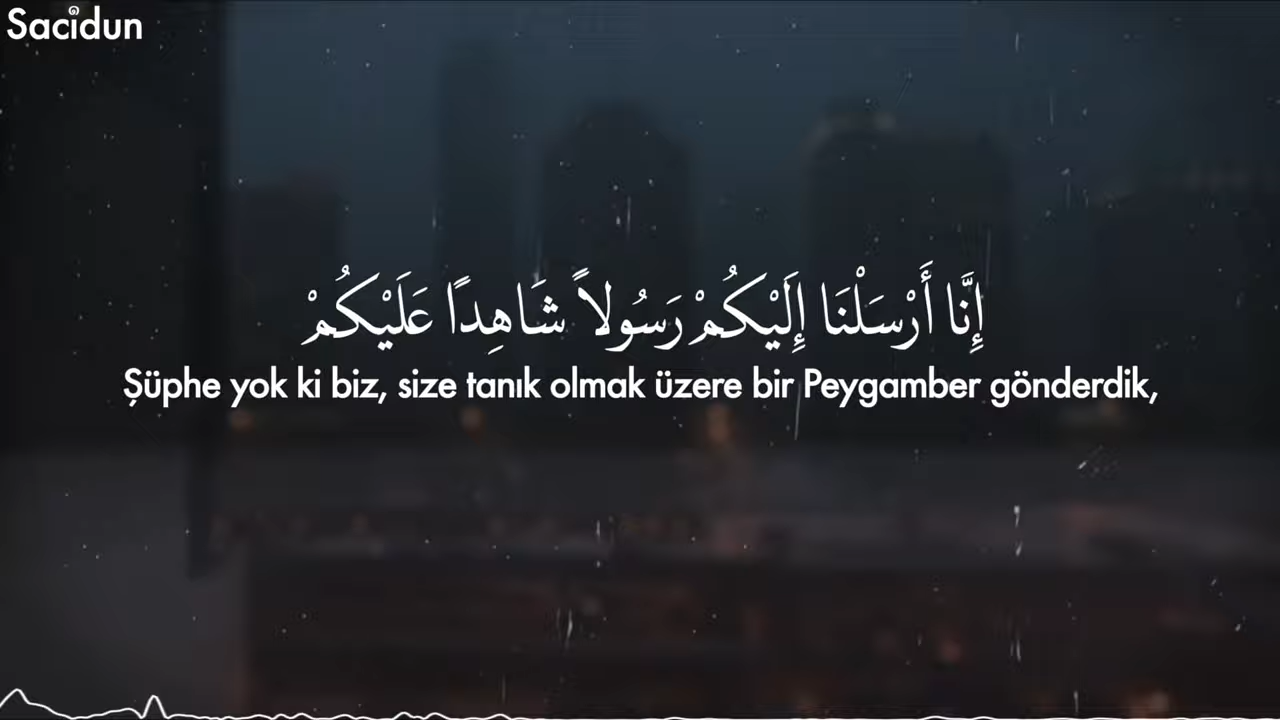 Sacidun
إِنَّا أَرْسَلْنَا إِلَيْكُمْ رَسُولاً شَاهِدًا عَلَيْكُمْ
Şüphe yok ki biz, size tanık olmak üzere bir Peygamber gönderdik,